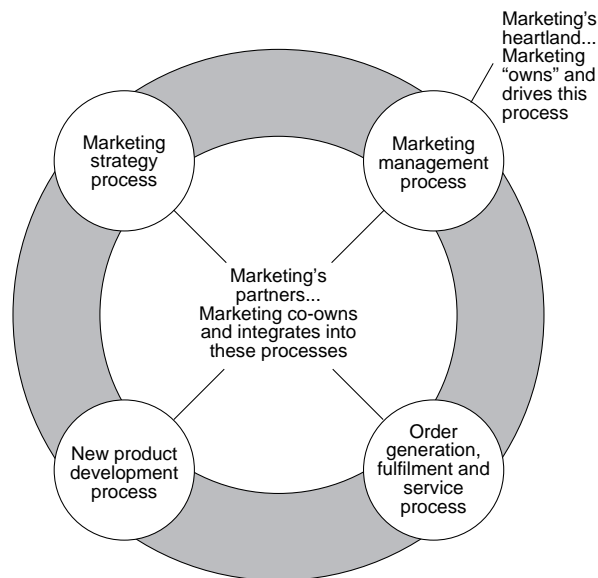 Marketing's
heartland...
Marketing
“owns” and
drives this
process
Marketing
strategy
process
Marketing
management
process
Marketing's
partners...
Marketing co-owns
and integrates into
these processes
New product
development
process
Order
generation,
fulfilment and
service
process